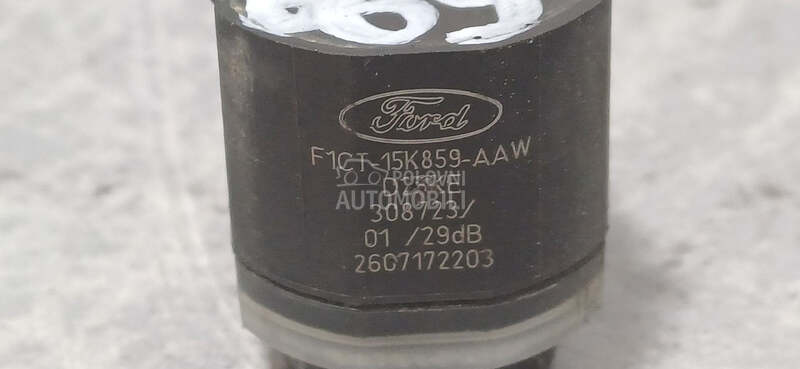 Ford
F1CT-15K859-AAW
POLOVNI
AUTOMOBILI
308723/
01 /29dB
2607172203